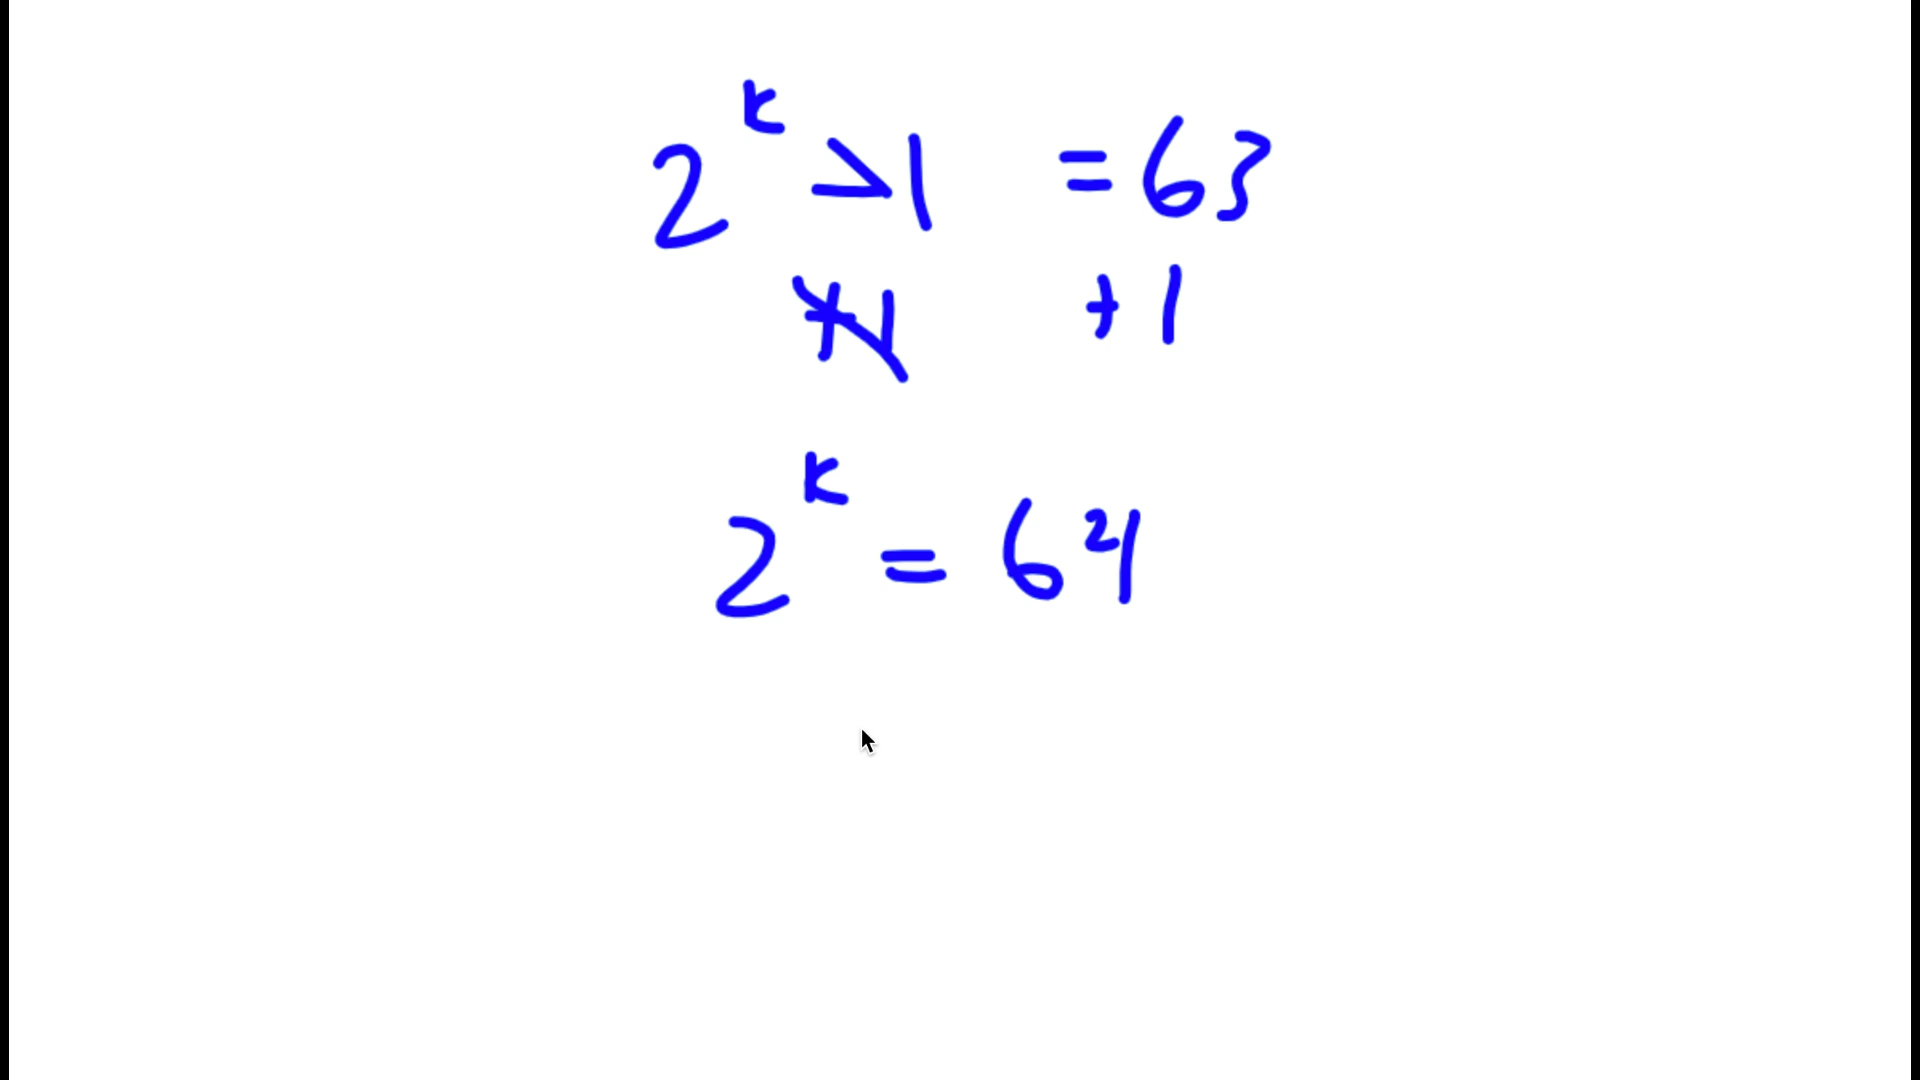 2^k - 1 = 63
+1 +1
2^k = 64